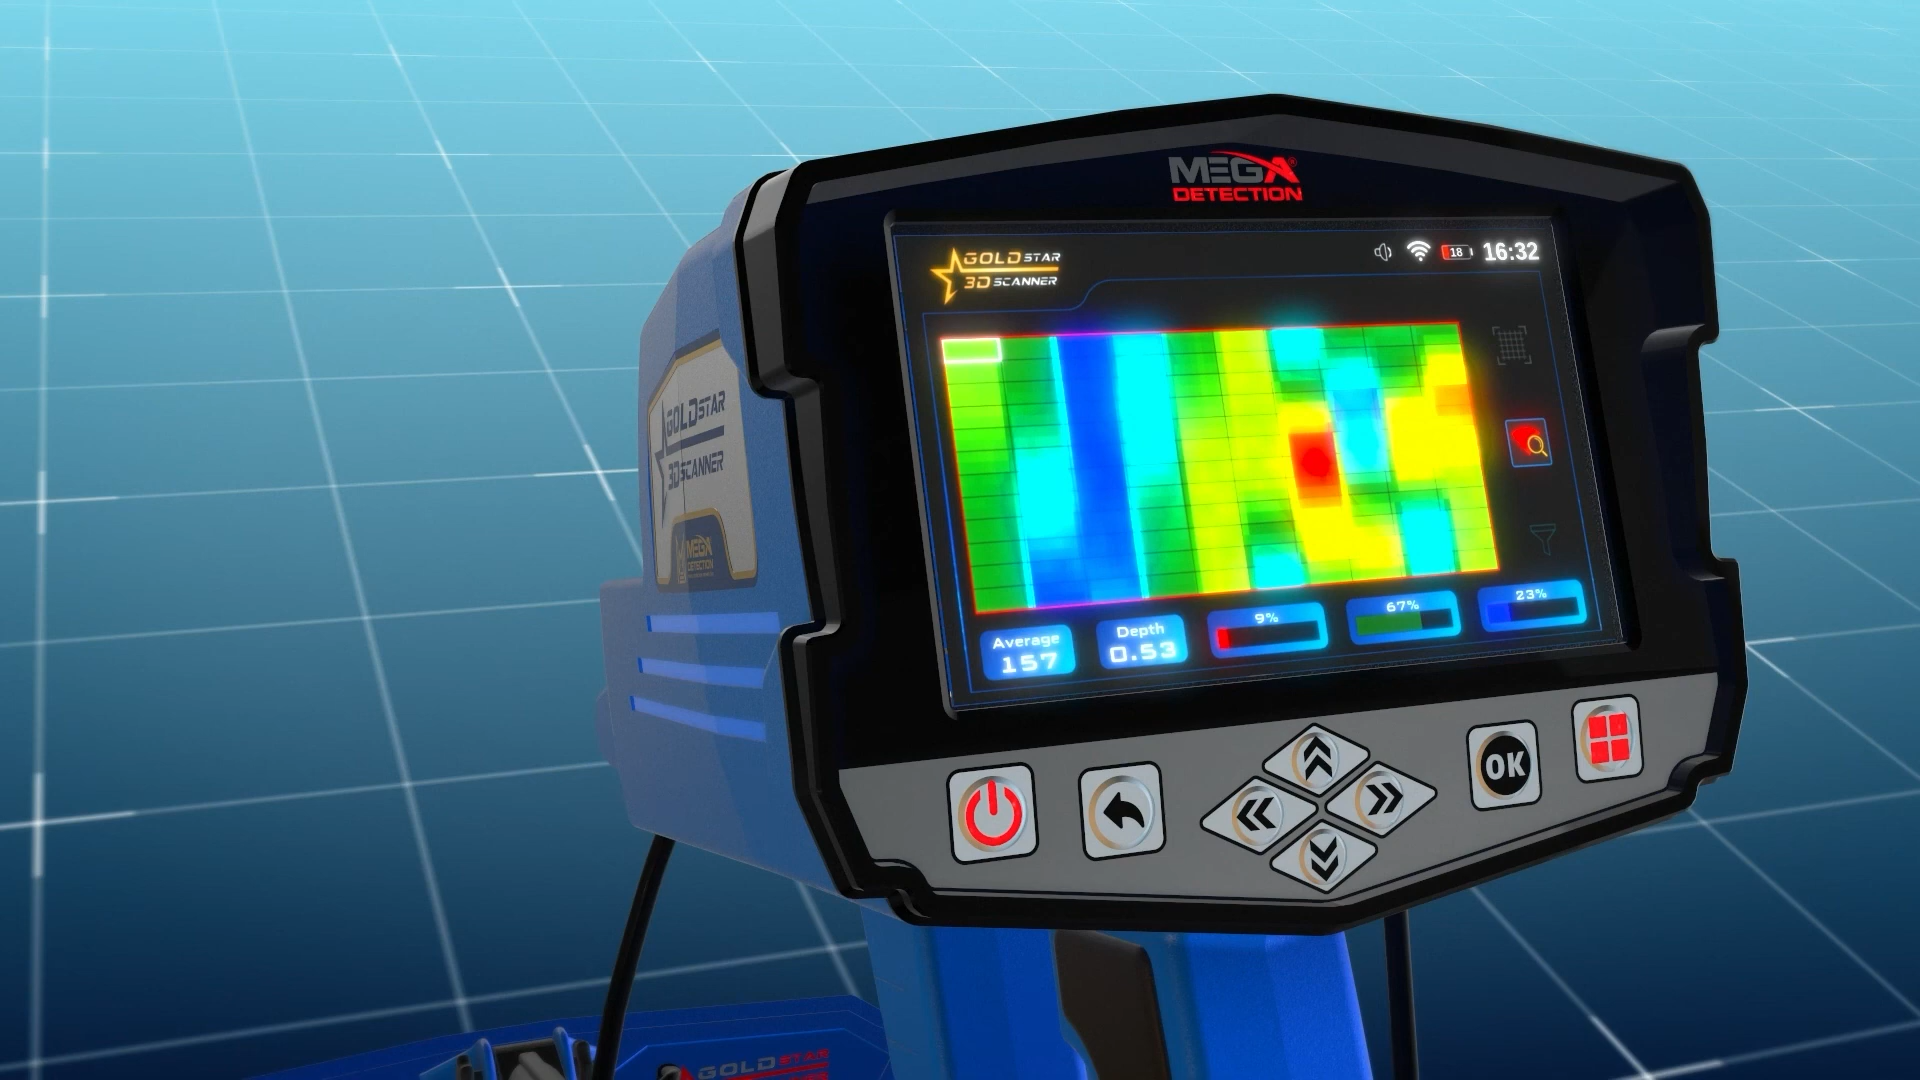 MEGA®
DETECTION
GOLD STAR
3D SCANNER
18
16:32
Average
157
Depth
0.53
9%
67%
23%
OK
GOLD STAR
3D SCANNER
MEGA
DETECTION
GOLD STAR